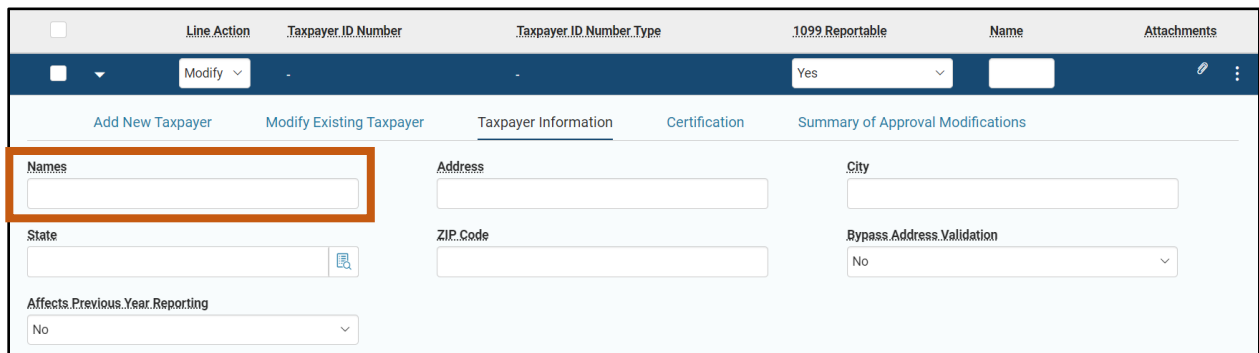 Line Action Taxpayer ID Number Taxpayer ID Number Type 1099 Reportable Name Attachments
Modify - - Yes
Add New Taxpayer Modify Existing Taxpayer Taxpayer Information Certification Summary of Approval Modifications
Names Address City
State ZIP Code Bypass Address Validation
No
Affects Previous Year Reporting
No